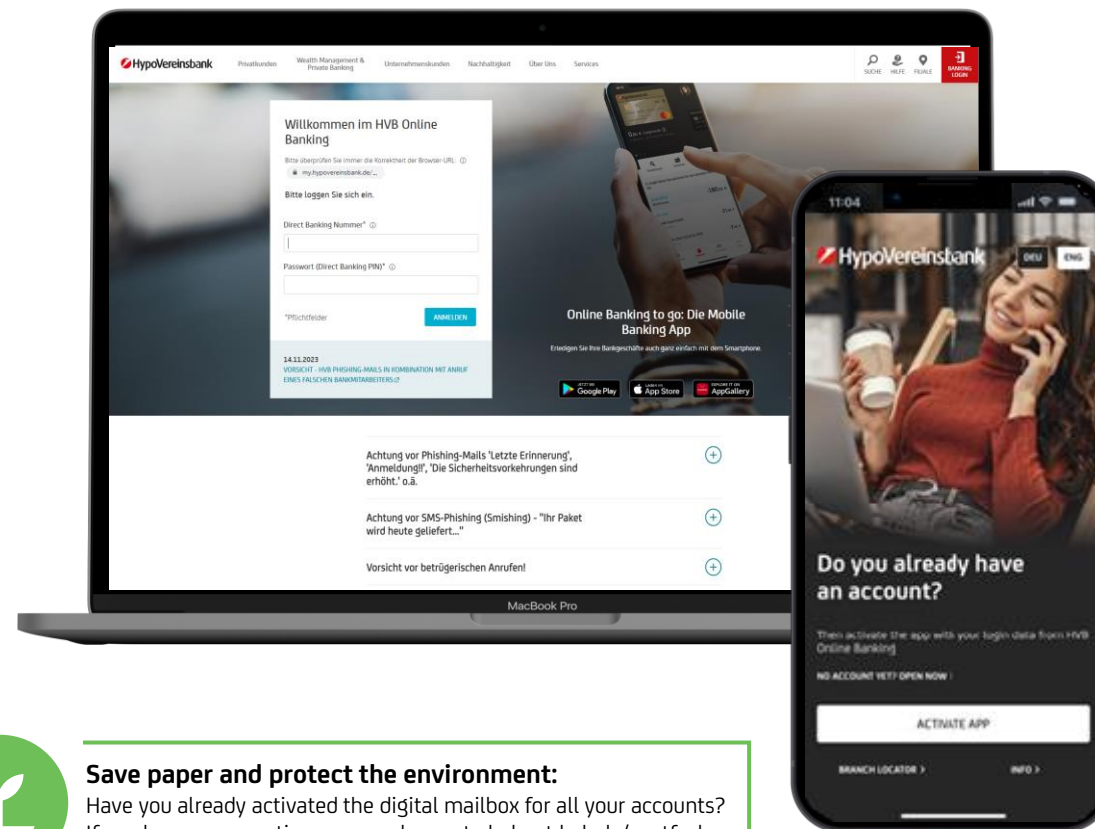 HypoVereinsbank
Privatkunden
Wealth Management &
Private Banking
Unternehmenskunden
Nachhaltigkeit
Über Uns
Services
SUCHE
HILFE
FILIALE
BANKING
LOGIN
Willkommen im HVB Online
Banking
Bitte überprüfen Sie immer die Korrektheit der Browser-URL:
my.hypovereinsbank.de/...
Bitte loggen Sie sich ein.
Direct Banking Nummer*
Passwort (Direct Banking PIN)*
*Pflichtfelder
ANMELDEN
14.11.2023
VORSICHT - HVB PHISHING-MAILS IN KOMBINATION MIT ANRUF
EINES FALSCHEN BANKMITARBEITERS
Online Banking to go: Die Mobile
Banking App
Erledigen Sie Ihre Bankgeschäfte auch ganz einfach mit dem Smartphone.
JETZT BEI
Google Play
App Store
EXPLORE IT ON
AppGallery
Achtung vor Phishing-Mails 'Letzte Erinnerung',
'Anmeldung!!', 'Die Sicherheitsvorkehrungen sind
erhöht.' o.ä.
Achtung vor SMS-Phishing (Smishing) - "Ihr Paket
wird heute geliefert..."
Vorsicht vor betrügerischen Anrufen!
MacBook Pro
11:04
HypoVereinsbank
DEU
ENG
Do you already have
an account?
Then activate the app with your login data from HVB
Online Banking
NO ACCOUNT YET? OPEN NOW
ACTIVATE APP
BRANCH LOCATOR >
INFO >
Save paper and protect the environment:
Have you already activated the digital mailbox for all your accounts?